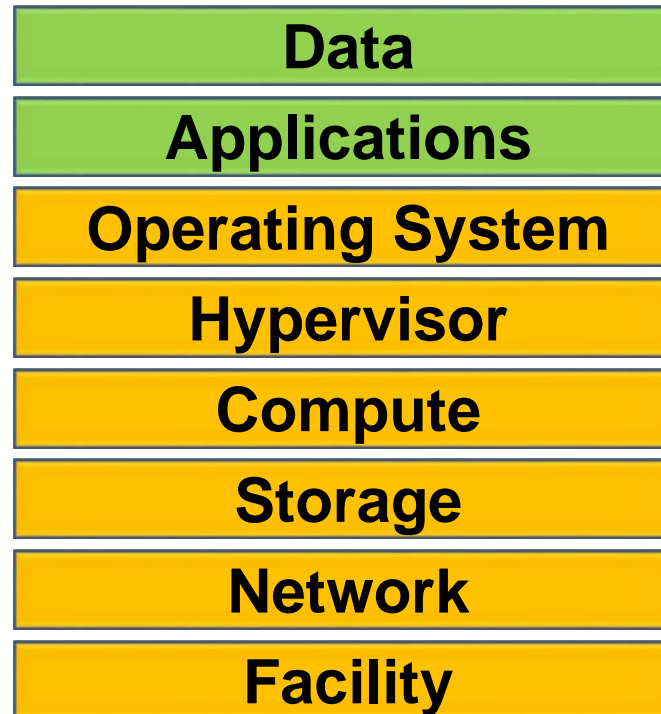 Data
Applications
Operating System
Hypervisor
Compute
Storage
Network
Facility